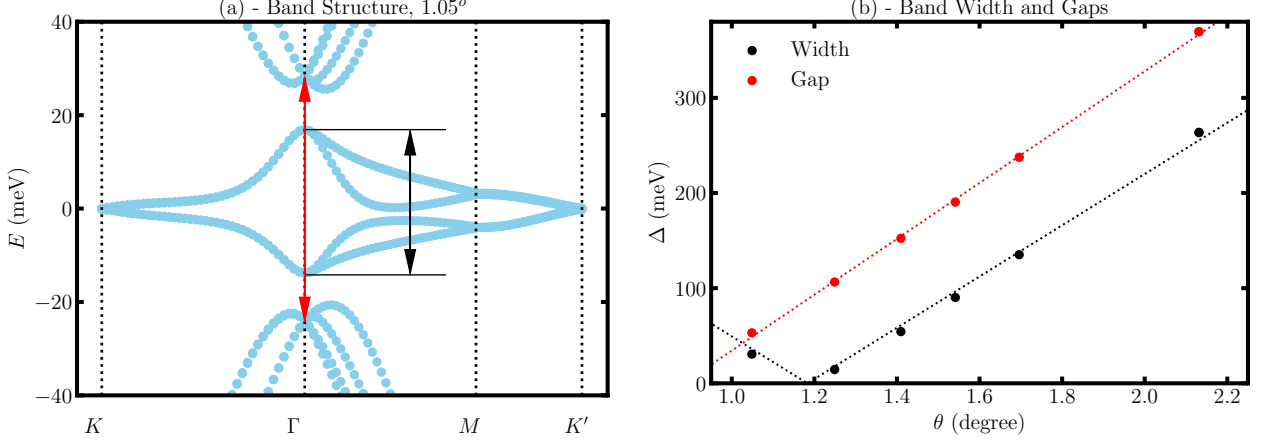 (a) - Band Structure, 1.05°
40
20
0
−20
−40
E (meV)
K
Γ
M
K′
(b) - Band Width and Gaps
Width
Gap
300
200
100
0
Δ (meV)
1.0
1.2
1.4
1.6
1.8
2.0
2.2
θ (degree)